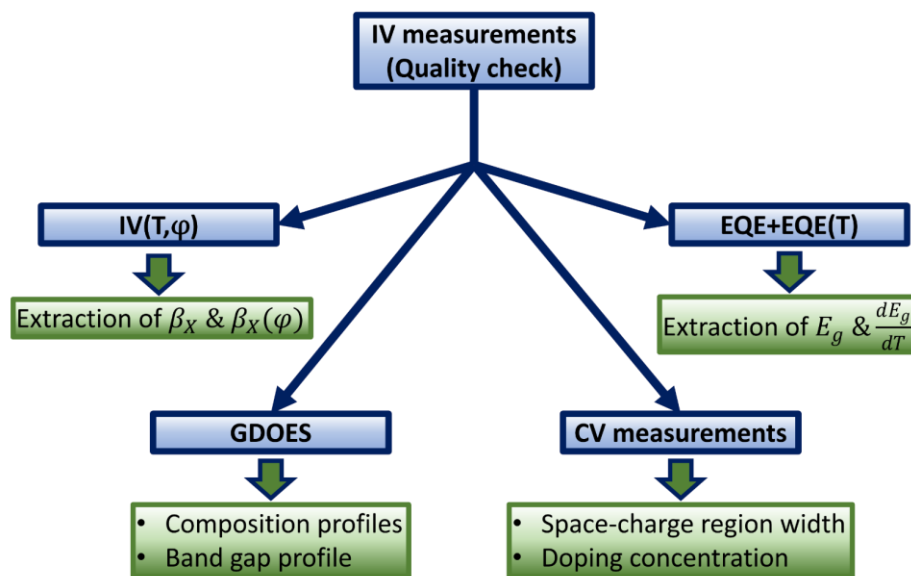 IV measurements
(Quality check)
IV(T,φ)
EQE+EQE(T)
Extraction of β_X & β_X(φ)
Extraction of E_g & dE_g/dT
GDOES
CV measurements
• Composition profiles
• Band gap profile
• Space-charge region width
• Doping concentration